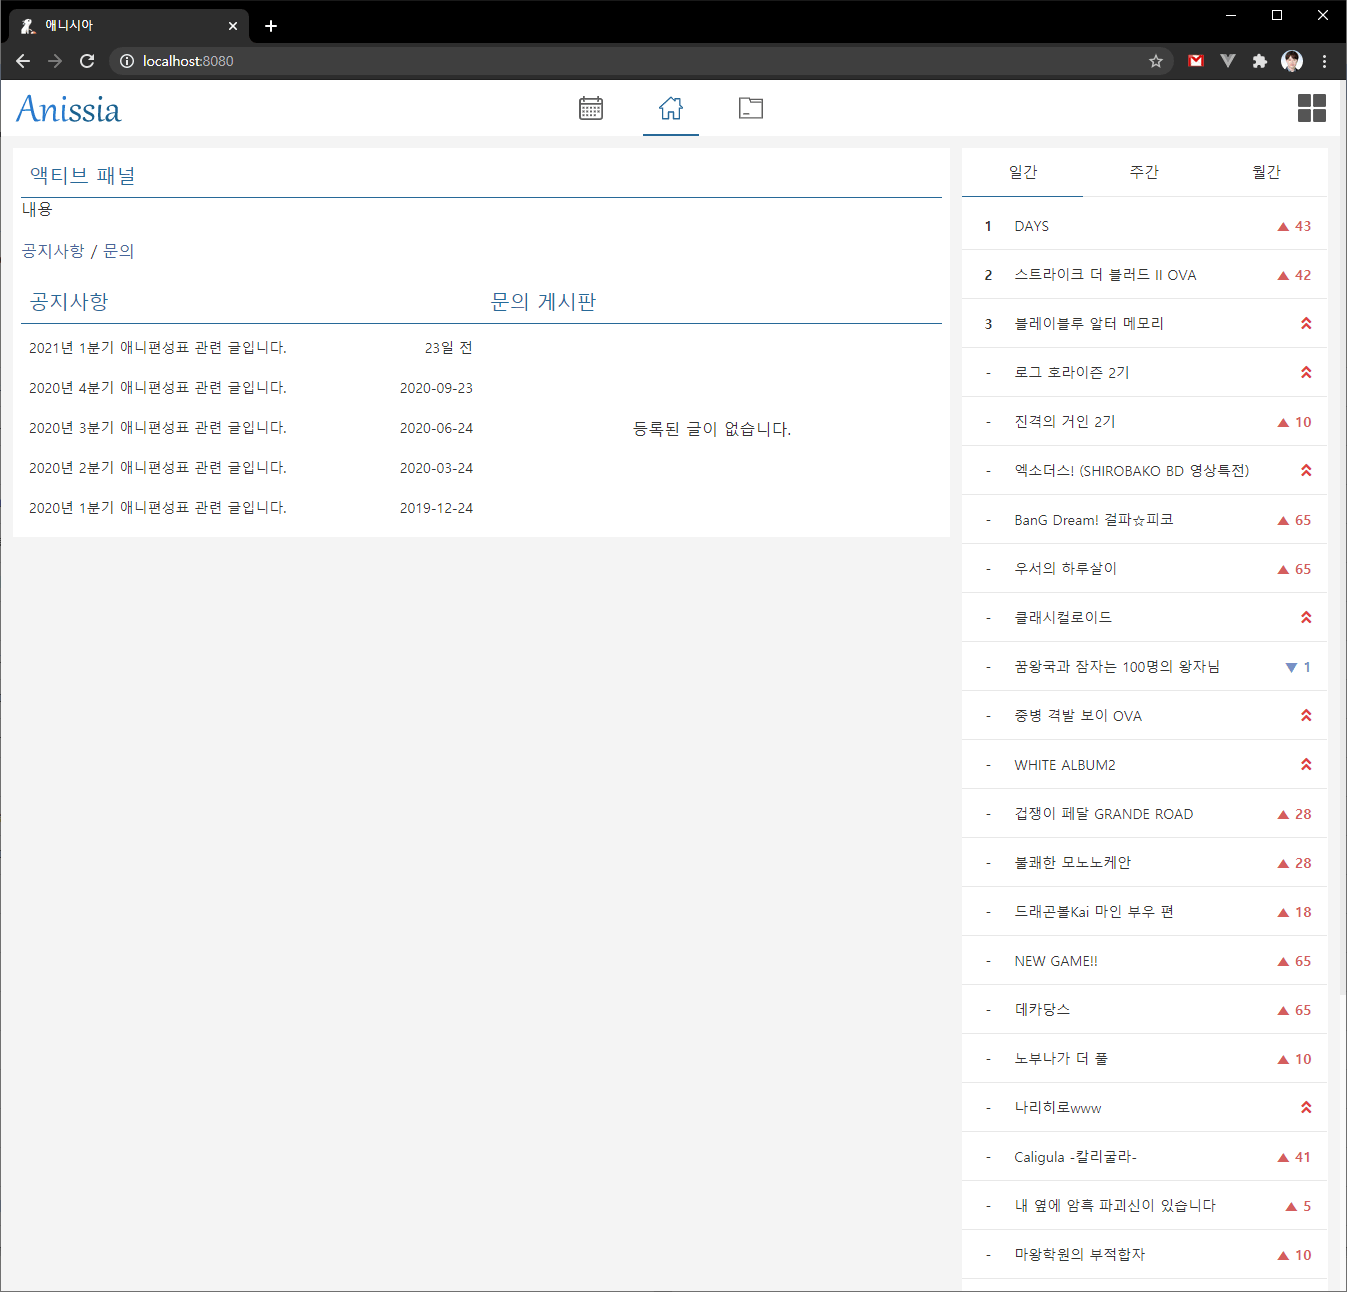 애니시아
localhost:8080
Anissia
액티브 패널
내용
공지사항 / 문의
공지사항
문의 게시판
2021년 1분기 애니편성표 관련 글입니다. 23일 전
2020년 4분기 애니편성표 관련 글입니다. 2020-09-23
2020년 3분기 애니편성표 관련 글입니다. 2020-06-24
2020년 2분기 애니편성표 관련 글입니다. 2020-03-24
2020년 1분기 애니편성표 관련 글입니다. 2019-12-24
등록된 글이 없습니다.
일간 주간 월간
1 DAYS ▲ 43
2 스트라이크 더 블러드 II OVA ▲ 42
3 블레이블루 알터 메모리
- 로그 호라이즌 2기
- 진격의 거인 2기 ▲ 10
- 엑소더스! (SHIROBAKO BD 영상특전)
- BanG Dream! 걸파☆피코 ▲ 65
- 우서의 하루살이 ▲ 65
- 클래시컬로이드
- 꿈왕국과 잠자는 100명의 왕자님 ▼ 1
- 중병 격발 보이 OVA
- WHITE ALBUM2
- 겁쟁이 페달 GRANDE ROAD ▲ 28
- 불쾌한 모노노케안 ▲ 28
- 드래곤볼Kai 마인 부우 편 ▲ 18
- NEW GAME!! ▲ 65
- 데카당스 ▲ 65
- 노부나가 더 풀 ▲ 10
- 나리히로www
- Caligula -칼리굴라- ▲ 41
- 내 옆에 암흑 파괴신이 있습니다 ▲ 5
- 마왕학원의 부적합자 ▲ 10